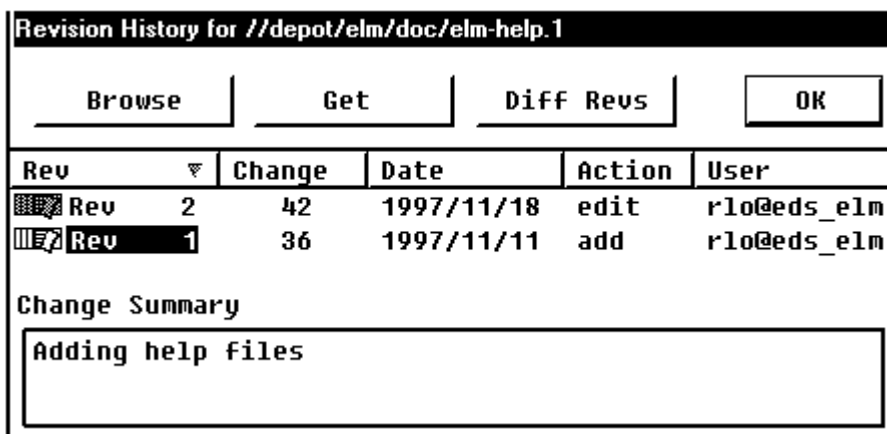 Revision History for //depot/elm/doc/elm-help.1
Browse Get Diff Revs OK
Rev Change Date Action User
Rev 2 42 1997/11/18 edit rlo@eds_elm
Rev 1 36 1997/11/11 add rlo@eds_elm
Change Summary
Adding help files